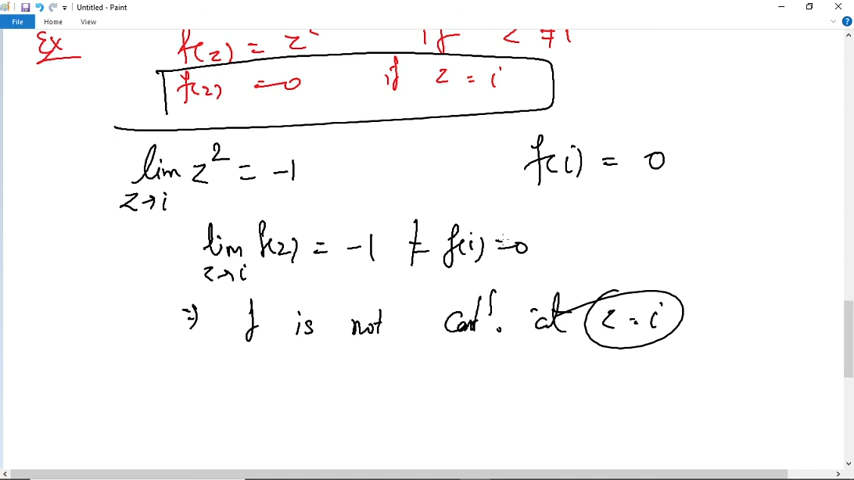 Untitled - Paint
File Home View
Ex f(z) = z² if z ≠ i
f(z) = 0 if z = i
lim z² = -1 f(i) = 0
z→i
lim f(z) = -1 ≠ f(i) = 0
z→i
⇒ f is not conts. at z = i